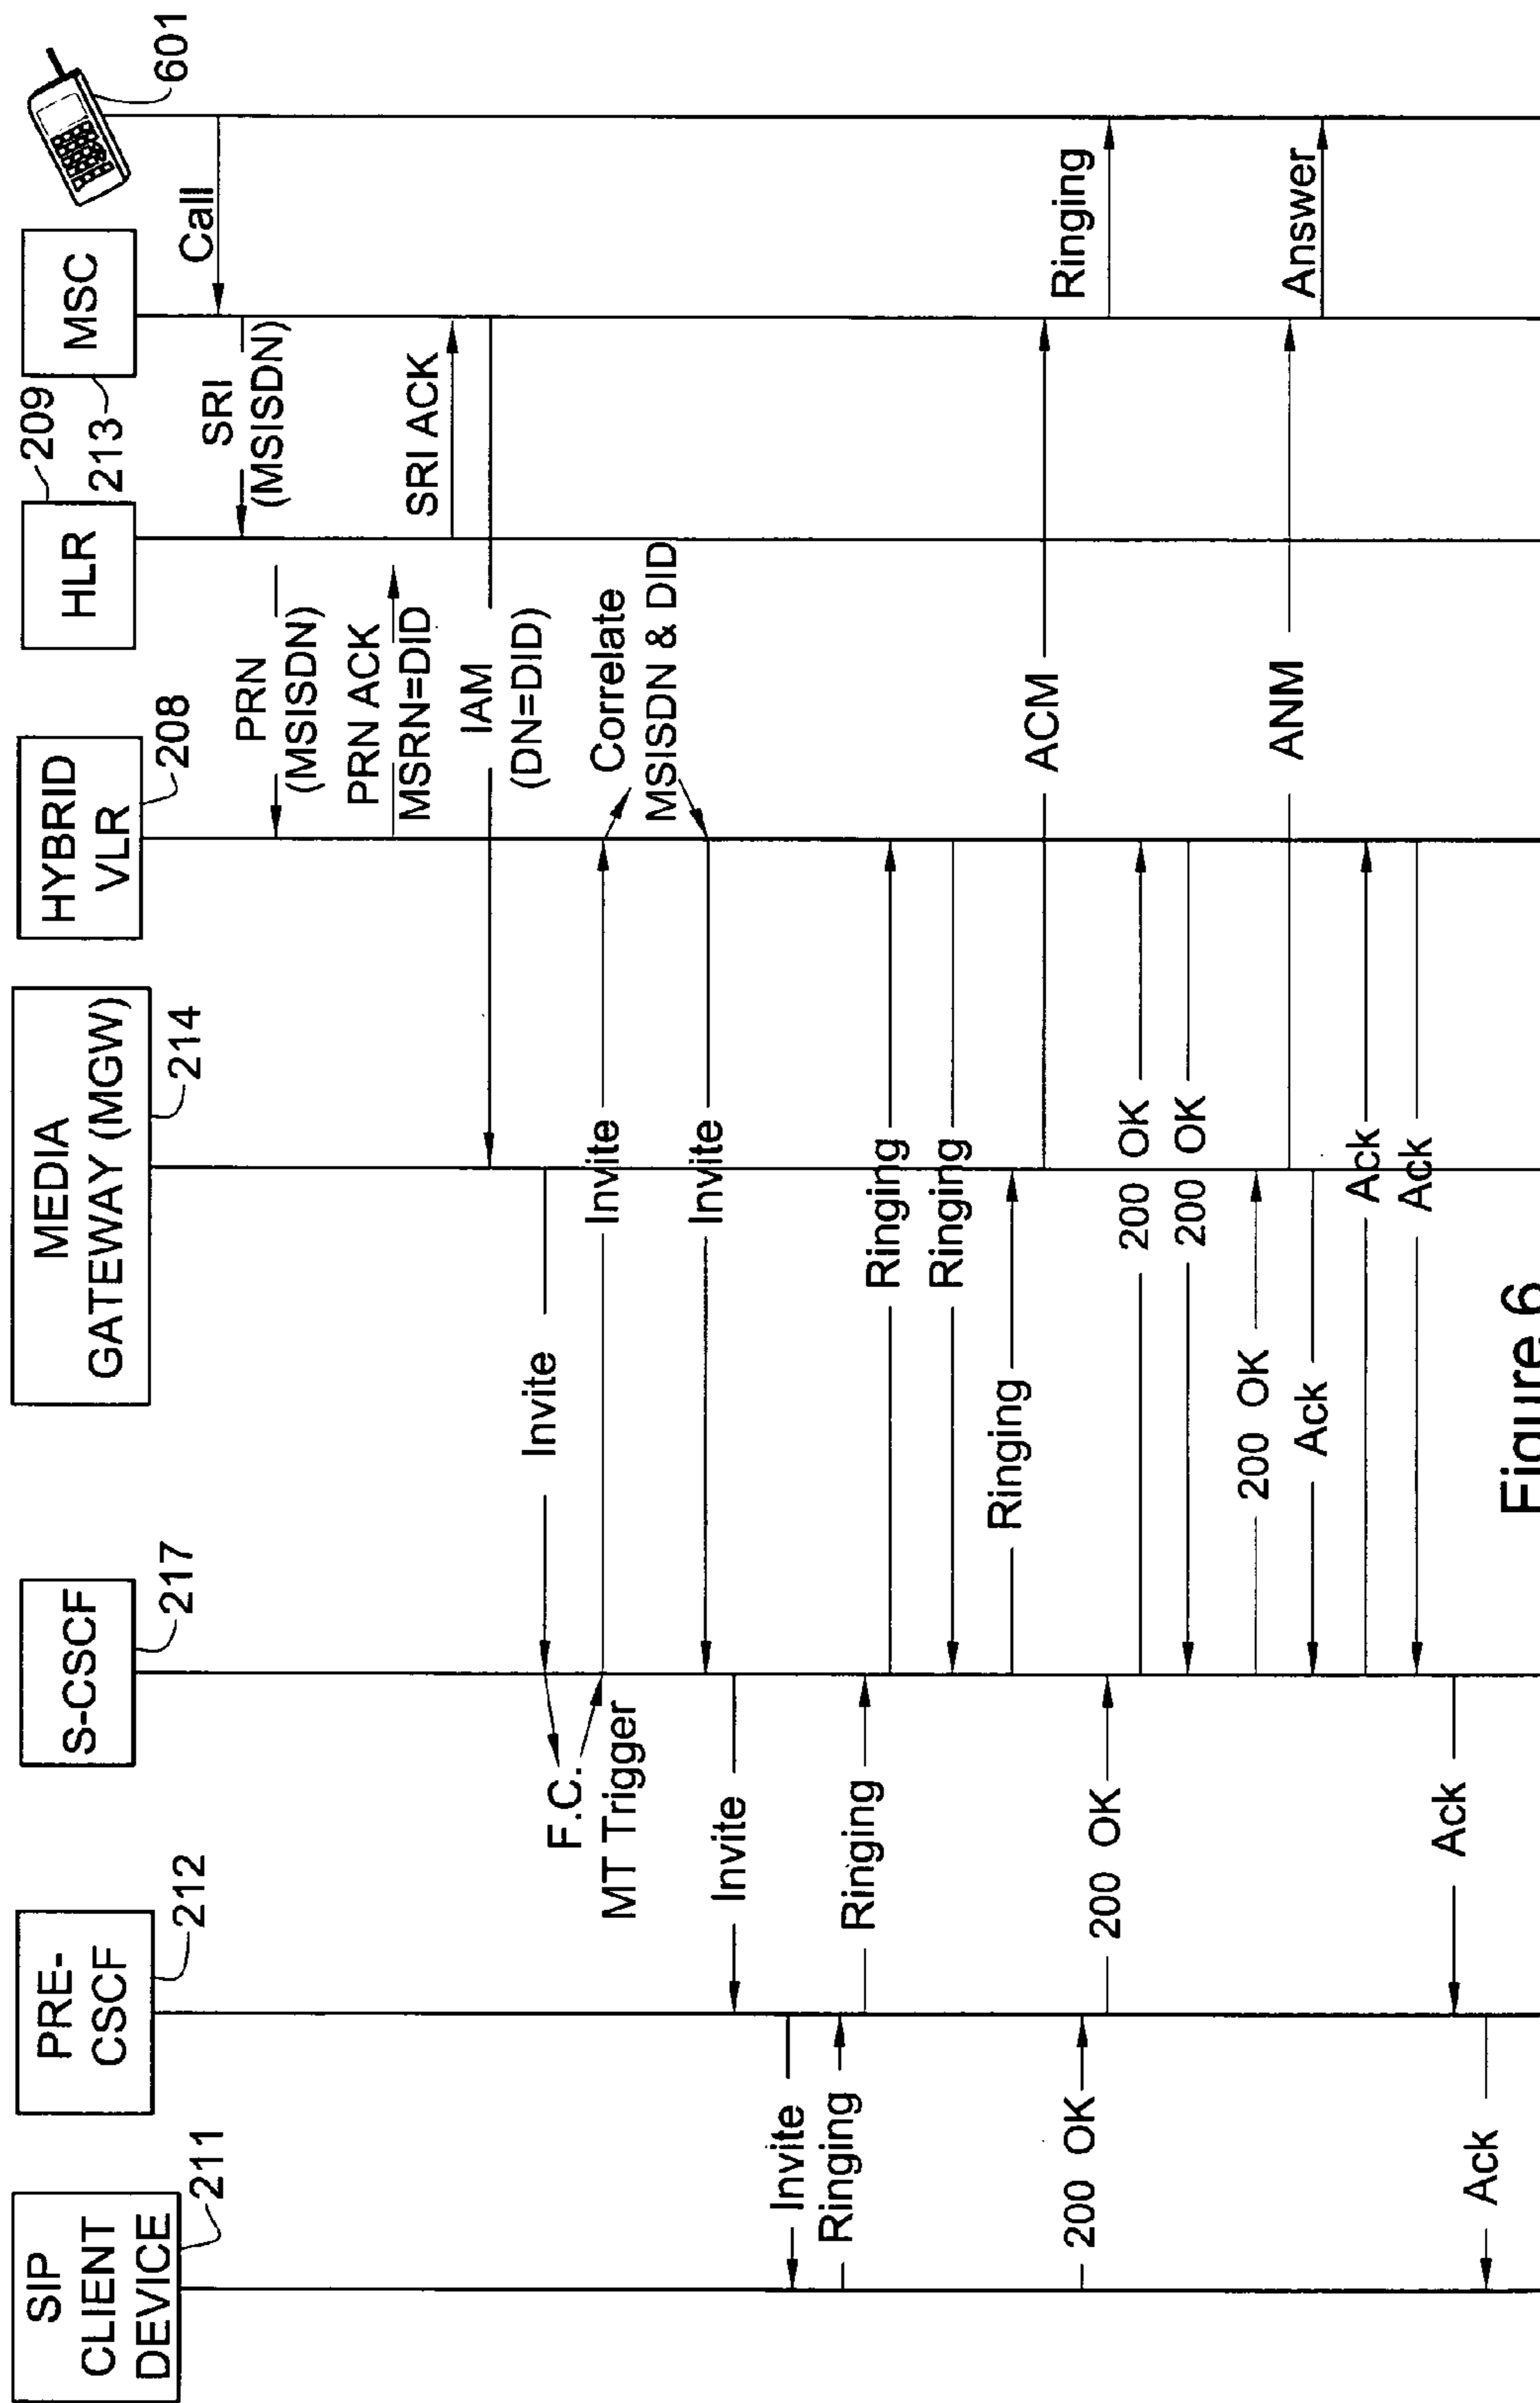 SIP
CLIENT
DEVICE
211
PRE-
CSCF
212
S-CSCF
217
MEDIA
GATEWAY (MGW)
214
HYBRID
VLR
208
HLR
209
MSC
213
601
Call
SRI
(MSISDN)
PRN
(MSISDN)
PRN ACK
MSRN=DID
SRI ACK
IAM
(DN=DID)
Invite
F.C.
MT Trigger
Invite
Correlate
MSISDN & DID
Invite
Invite
Invite
Ringing
Ringing
Ringing
Ringing
Ringing
ACM
Ringing
200 OK
200 OK
200 OK
200 OK
200 OK
ANM
Answer
Ack
Ack
Ack
Ack
Ack
Figure 6